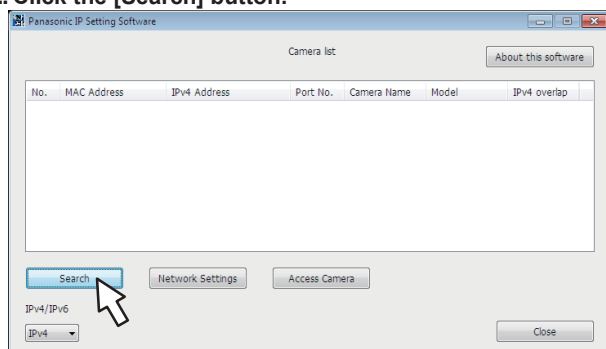 Click the [Search] button.
Panasonic IP Setting Software
Camera list
About this software
No. MAC Address IPv4 Address Port No. Camera Name Model IPv4 overlap
Search Network Settings Access Camera
IPv4/IPv6
IPv4 Close